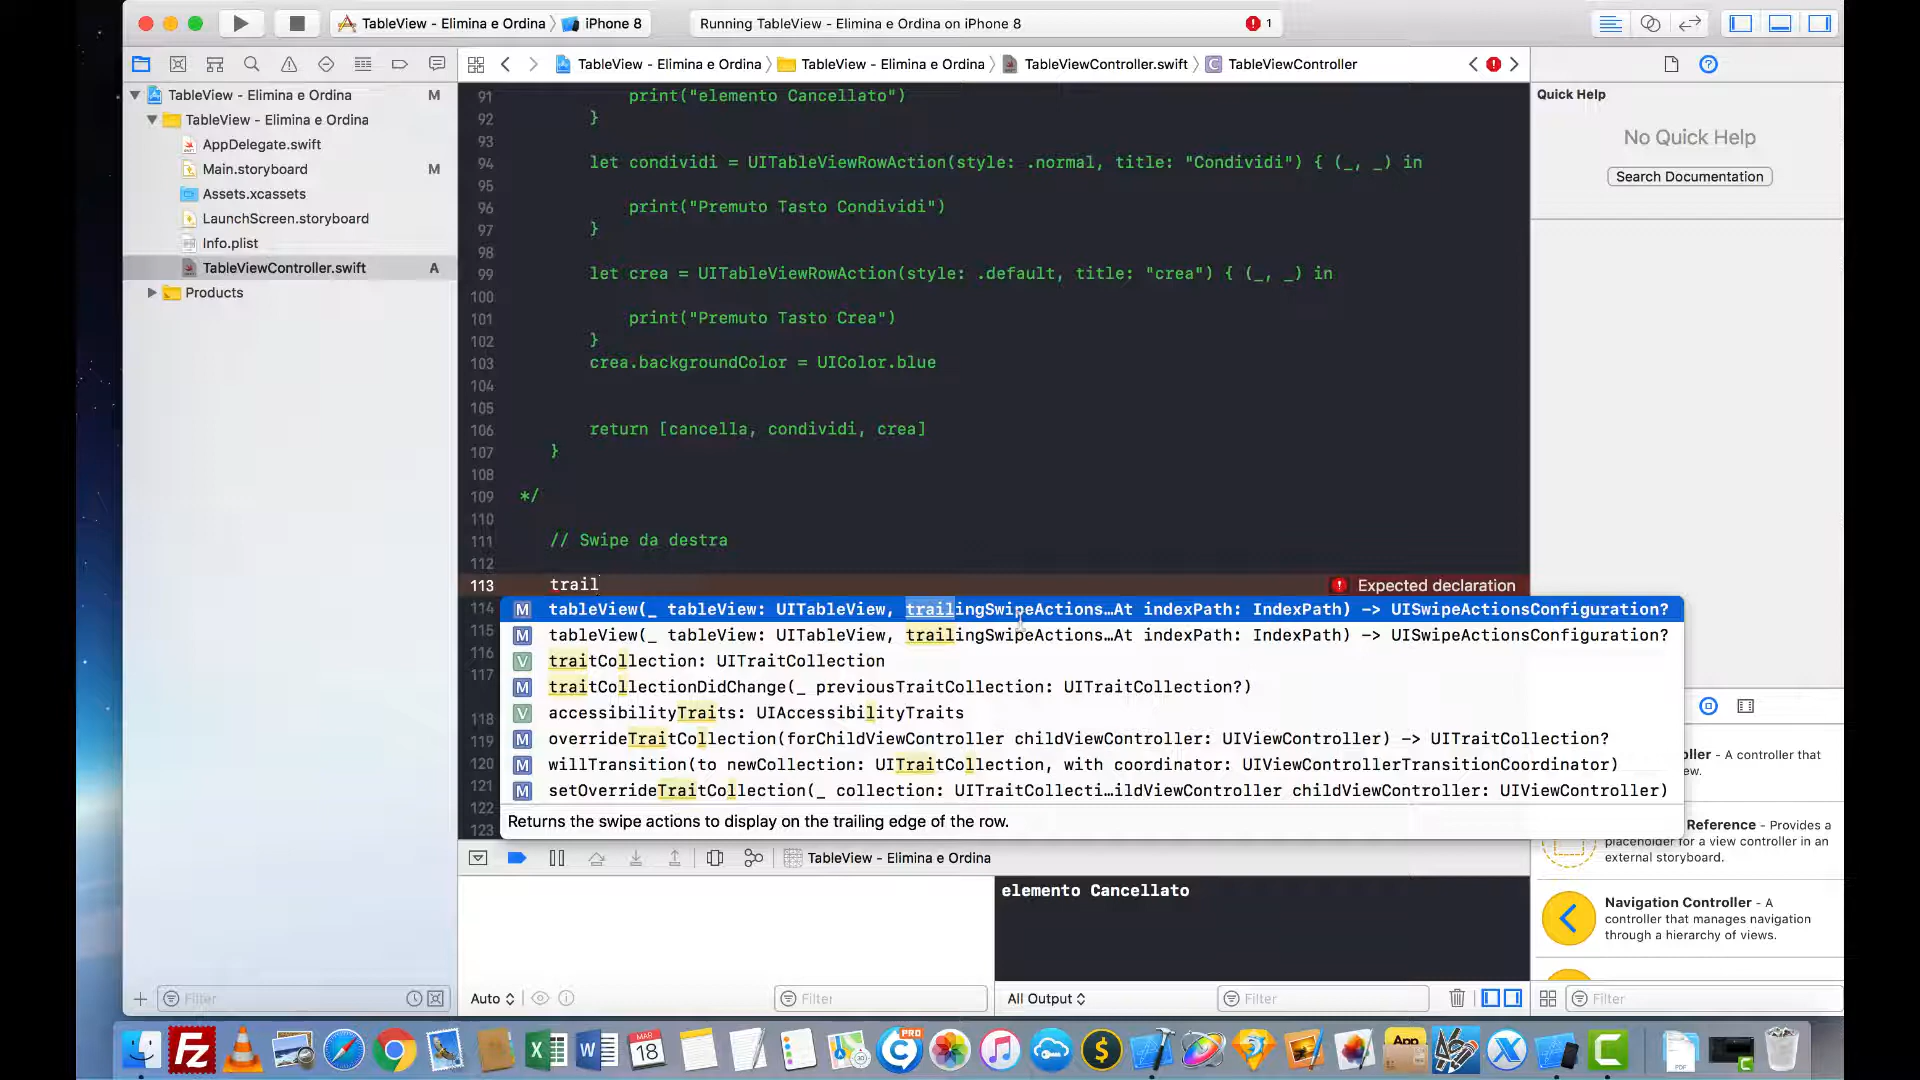 TableView - Elimina e Ordina iPhone 8
Running TableView - Elimina e Ordina on iPhone 8
1
TableView - Elimina e Ordina TableView - Elimina e Ordina TableViewController.swift C TableViewController
TableView - Elimina e Ordina M
TableView - Elimina e Ordina
AppDelegate.swift
Main.storyboard M
Assets.xcassets
LaunchScreen.storyboard
Info.plist
TableViewController.swift A
Products
91 print("elemento Cancellato")
92 }
93
94 let condividi = UITableViewRowAction(style: .normal, title: "Condividi") { (_, _) in
95
96 print("Premuto Tasto Condividi")
97 }
98
99 let crea = UITableViewRowAction(style: .default, title: "crea") { (_, _) in
100
101 print("Premuto Tasto Crea")
102 }
103 crea.backgroundColor = UIColor.blue
104
105
106 return [cancella, condividi, crea]
107 }
108
109 */
110
111 // Swipe da destra
112
113 trail
Expected declaration
114
115
116
117
118
119
120
121
122
123
M tableView(_ tableView: UITableView, trailingSwipeActions…At indexPath: IndexPath) -> UISwipeActionsConfiguration?
M tableView(_ tableView: UITableView, trailingSwipeActions…At indexPath: IndexPath) -> UISwipeActionsConfiguration?
V traitCollection: UITraitCollection
M traitCollectionDidChange(_ previousTraitCollection: UITraitCollection?)
V accessibilityTraits: UIAccessibilityTraits
M overrideTraitCollection(forChildViewController childViewController: UIViewController) -> UITraitCollection?
M willTransition(to newCollection: UITraitCollection, with coordinator: UIViewControllerTransitionCoordinator)
M setOverrideTraitCollection(_ collection: UITraitCollecti…ildViewController childViewController: UIViewController)
Returns the swipe actions to display on the trailing edge of the row.
TableView - Elimina e Ordina
elemento Cancellato
Auto
Filter
All Output
Filter
Filter
Quick Help
No Quick Help
Search Documentation
ller - A controller that
ew.
Reference - Provides a
placeholder for a view controller in an
external storyboard.
Navigation Controller - A
controller that manages navigation
through a hierarchy of views.
Filter
Fz
X
W
MAR
18
PRO
C
App
PDF